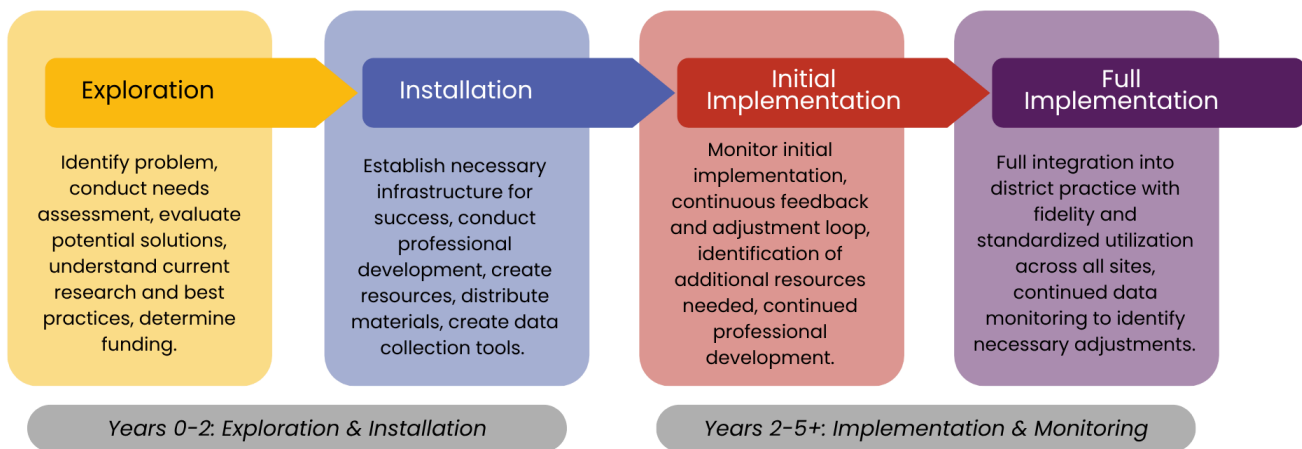 Exploration
Identify problem,
conduct needs
assessment, evaluate
potential solutions,
understand current
research and best
practices, determine
funding.
Installation
Establish necessary
infrastructure for
success, conduct
professional
development, create
resources, distribute
materials, create data
collection tools.
Initial
Implementation
Monitor initial
implementation,
continuous feedback
and adjustment loop,
identification of
additional resources
needed, continued
professional
development.
Full
Implementation
Full integration into
district practice with
fidelity and
standardized utilization
across all sites,
continued data
monitoring to identify
necessary adjustments.
Years 0-2: Exploration & Installation
Years 2-5+: Implementation & Monitoring